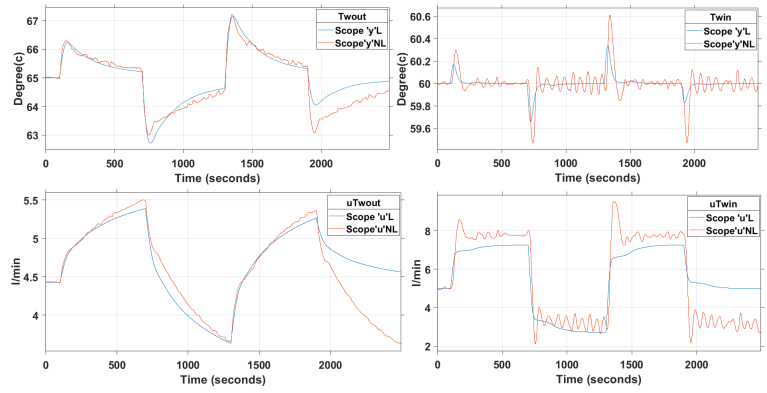 Twout
Scope 'y'L
Scope'y'NL
67
66
65
64
63
Degree(c)
0
500
1000
1500
2000
Time (seconds)
Twin
Scope 'y'L
Scope'y'NL
60.6
60.4
60.2
60
59.8
59.6
Degree(c)
0
500
1000
1500
2000
Time (seconds)
uTwout
Scope 'u'L
Scope'u'NL
5.5
5
4.5
4
l/min
0
500
1000
1500
2000
Time (seconds)
uTwin
Scope 'u'L
Scope'u'NL
8
6
4
2
l/min
0
500
1000
1500
2000
Time (seconds)